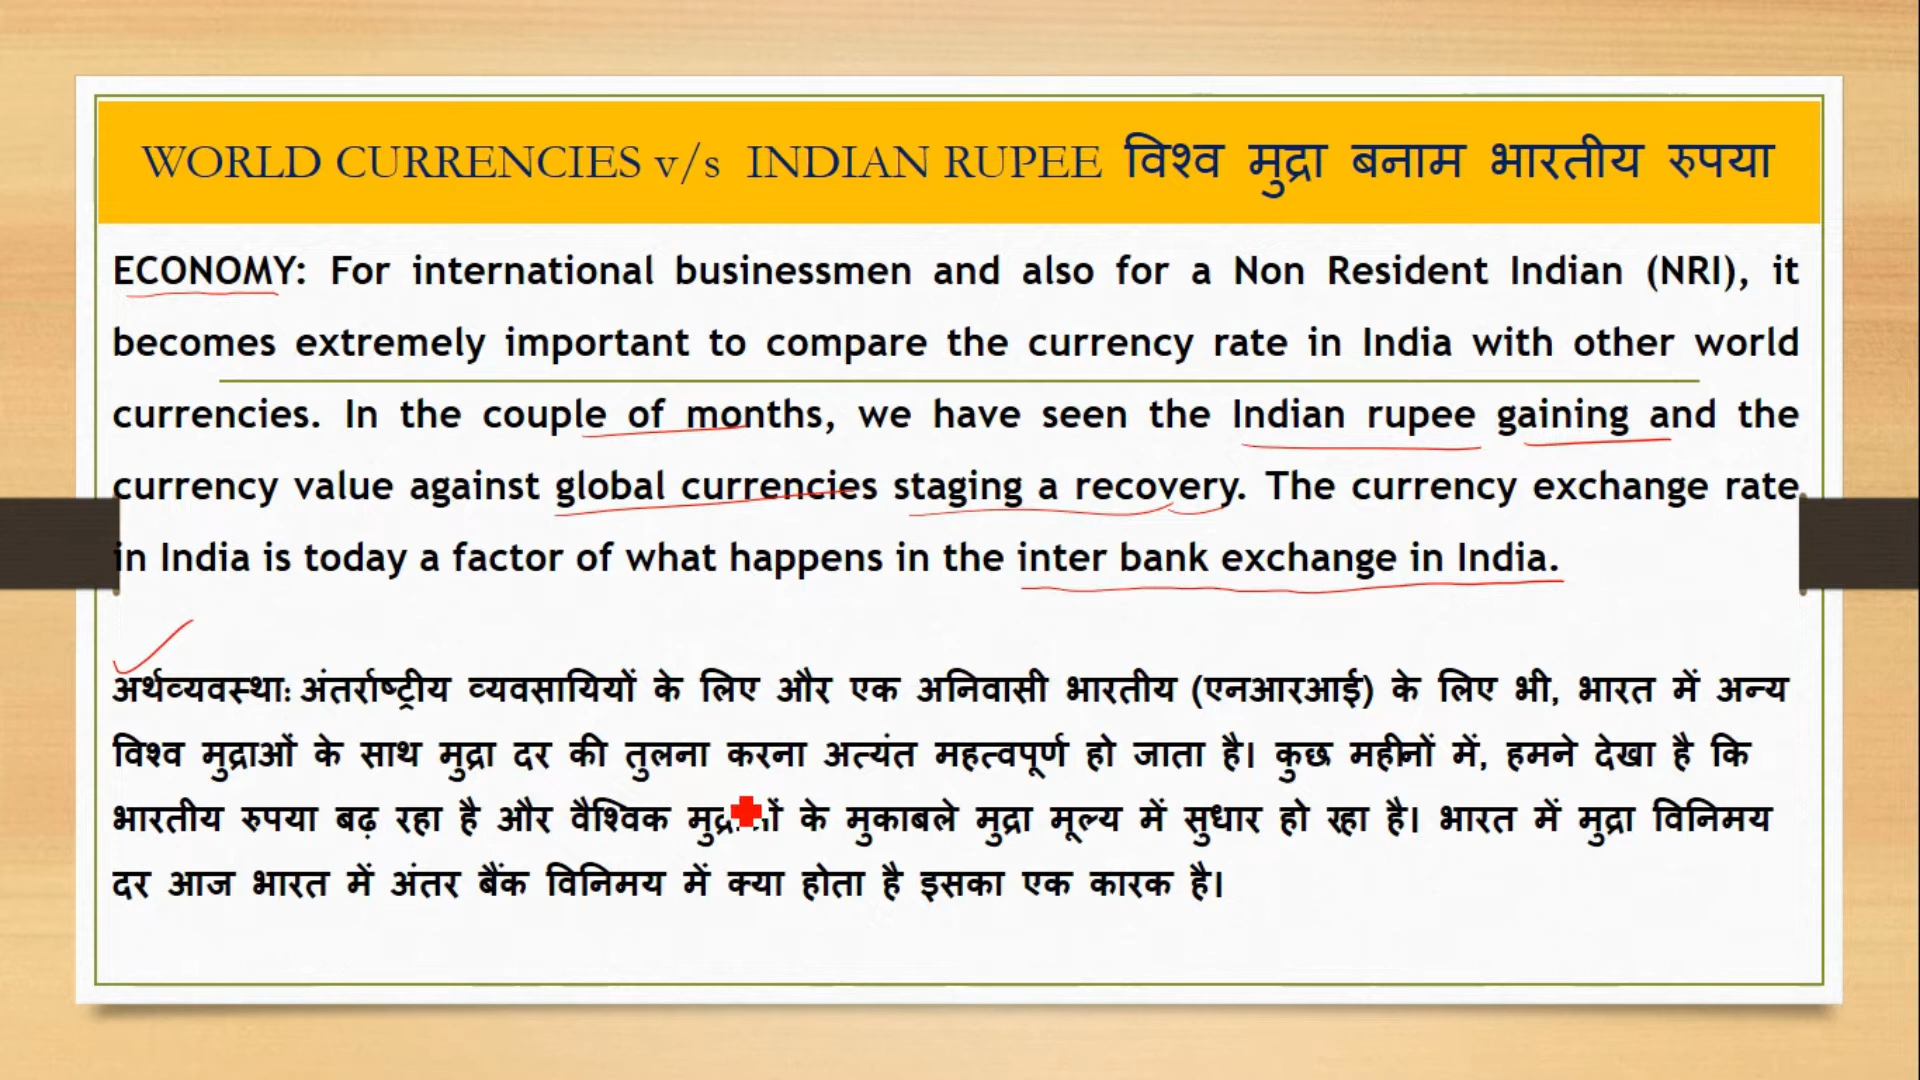 WORLD CURRENCIES v/s INDIAN RUPEE विश्व मुद्रा बनाम भारतीय रुपया
ECONOMY: For international businessmen and also for a Non Resident Indian (NRI), it
becomes extremely important to compare the currency rate in India with other world
currencies. In the couple of months, we have seen the Indian rupee gaining and the
currency value against global currencies staging a recovery. The currency exchange rate
in India is today a factor of what happens in the inter bank exchange in India.
अर्थव्यवस्था: अंतर्राष्ट्रीय व्यवसायियों के लिए और एक अनिवासी भारतीय (एनआरआई) के लिए भी, भारत में अन्य
विश्व मुद्राओं के साथ मुद्रा दर की तुलना करना अत्यंत महत्वपूर्ण हो जाता है। कुछ महीनों में, हमने देखा है कि
भारतीय रुपया बढ़ रहा है और वैश्विक के मुकाबले मुद्रा मूल्य में सुधार हो रहा है। भारत में मुद्रा विनिमय
दर आज भारत में अंतर बैंक विनिमय में क्या होता है इसका एक कारक है।